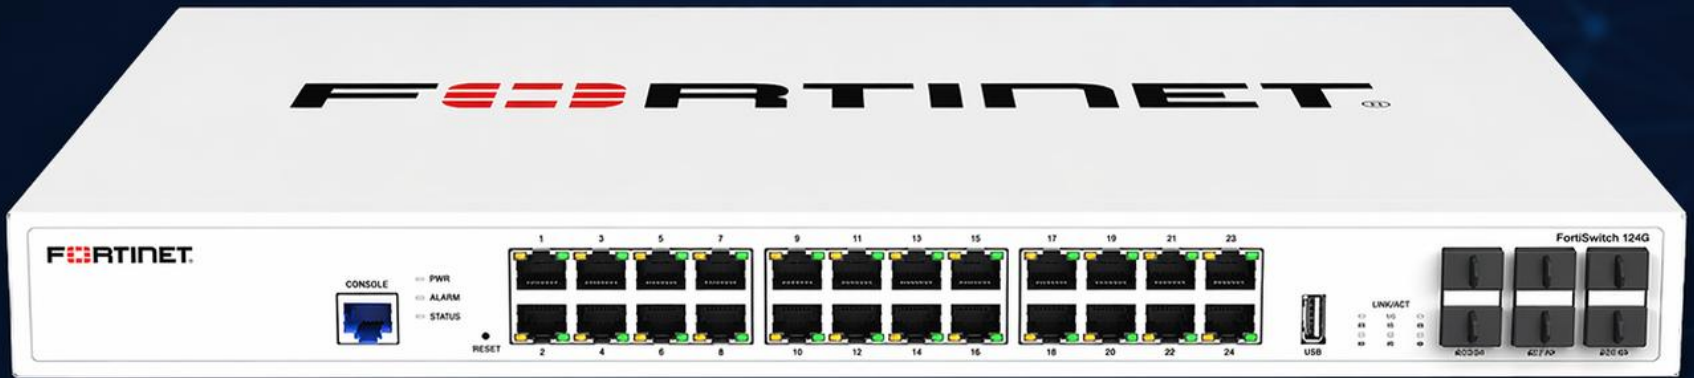 FORTINET
FORTINET
FortiSwitch 124G
CONSOLE
PWR
ALARM
STATUS
RESET
1 3 5 7 9 11 13 15 17 19 21 23
2 4 6 8 10 12 14 16 18 20 22 24
USB
LINK/ACT